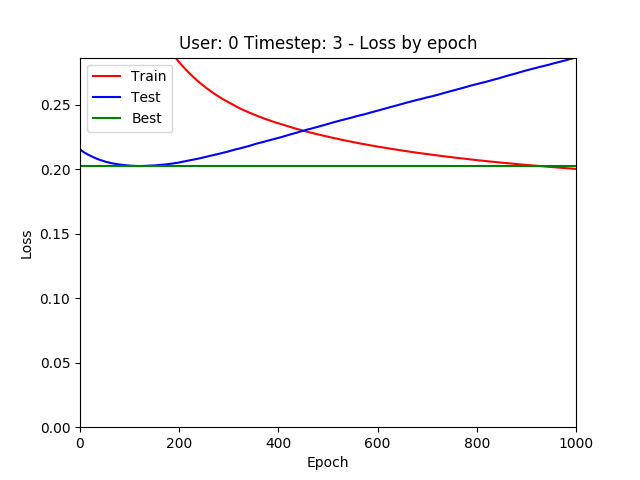 User: 0 Timestep: 3 - Loss by epoch
Train
Test
Best
0.25
0.20
0.15
0.10
0.05
0.00
Loss
0 200 400 600 800 1000
Epoch